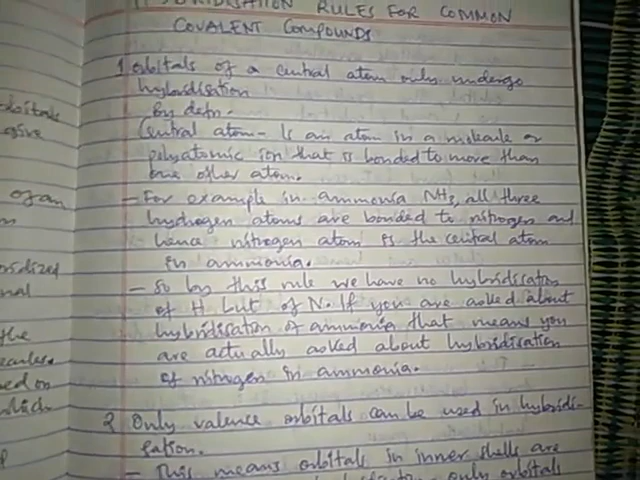 HYBRIDISATION RULES FOR COMMON
COVALENT COMPOUNDS
1 orbitals of a central atom only undergo
hybridisation
By defn.
Central atom - Is an atom in a molecule or
polyatomic ion that is bonded to more than
one other atom.
- For example in ammonia NH3, all three
hydrogen atoms are bonded to nitrogen and
hence nitrogen atom is the central atom
in ammonia.
- So by this rule we have no hybridisation
of H but of N. If you are asked about
hybridisation of ammonia that means you
are actually asked about hybridisation
of nitrogen in ammonia.
2 Only valence orbitals can be used in hybridi-
sation.
- This means orbitals in inner shells are
only orbitals